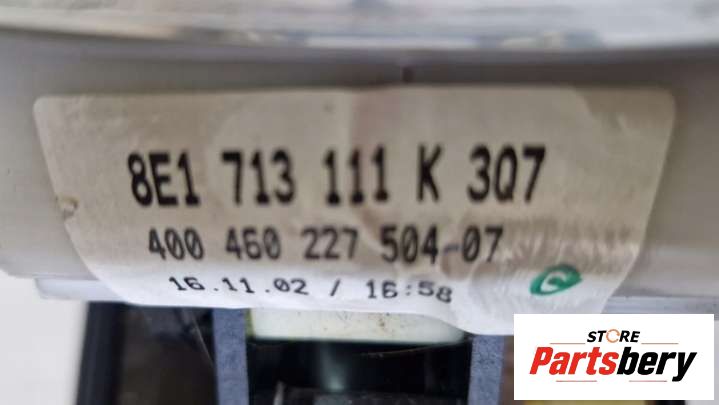 8E1 713 111 K 3Q7
400 460 227 504-07
16.11.02 / 16:58
STORE
Partsbery